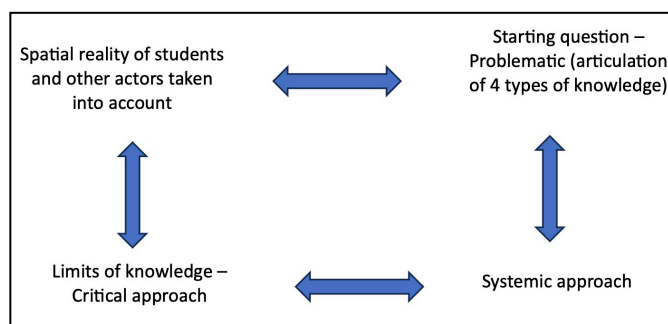 Spatial reality of students
and other actors taken
into account
Starting question –
Problematic (articulation
of 4 types of knowledge)
Limits of knowledge –
Critical approach
Systemic approach